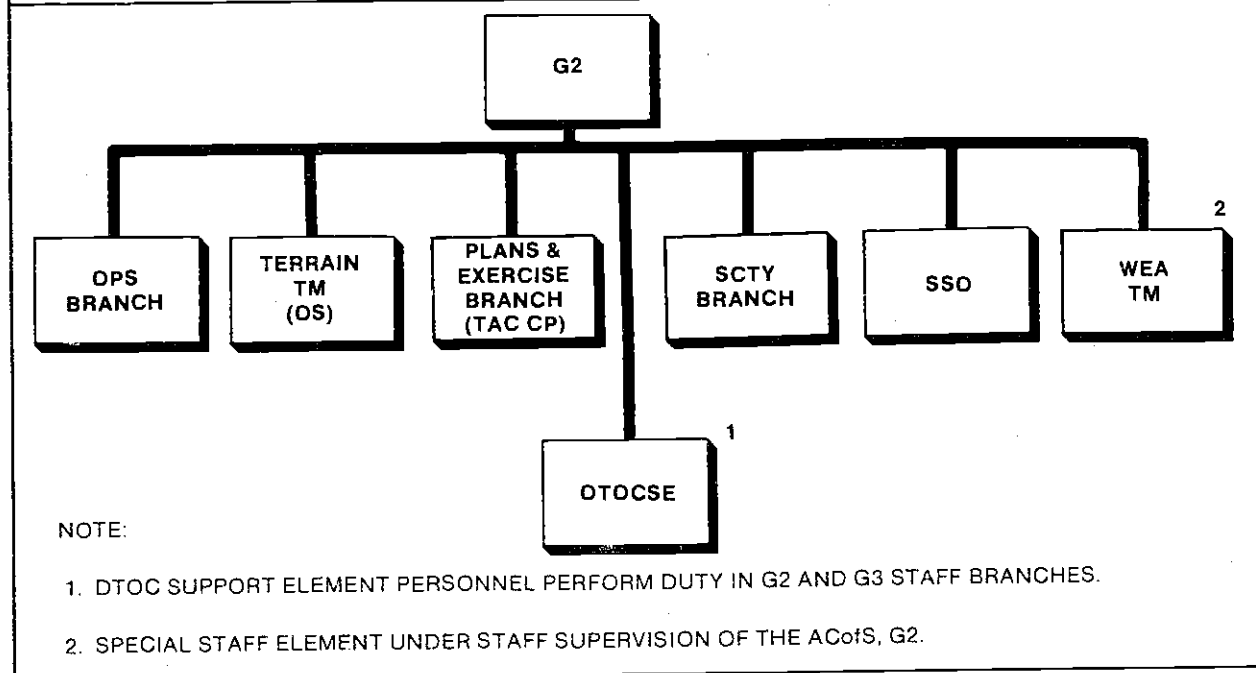 G2
OPS
BRANCH
TERRAIN
TM
(OS)
PLANS &
EXERCISE
BRANCH
(TAC CP)
SCTY
BRANCH
SSO
2
WEA
TM
1
OTOCSE
NOTE:
1. DTOC SUPPORT ELEMENT PERSONNEL PERFORM DUTY IN G2 AND G3 STAFF BRANCHES.
2. SPECIAL STAFF ELEMENT UNDER STAFF SUPERVISION OF THE ACofS, G2.